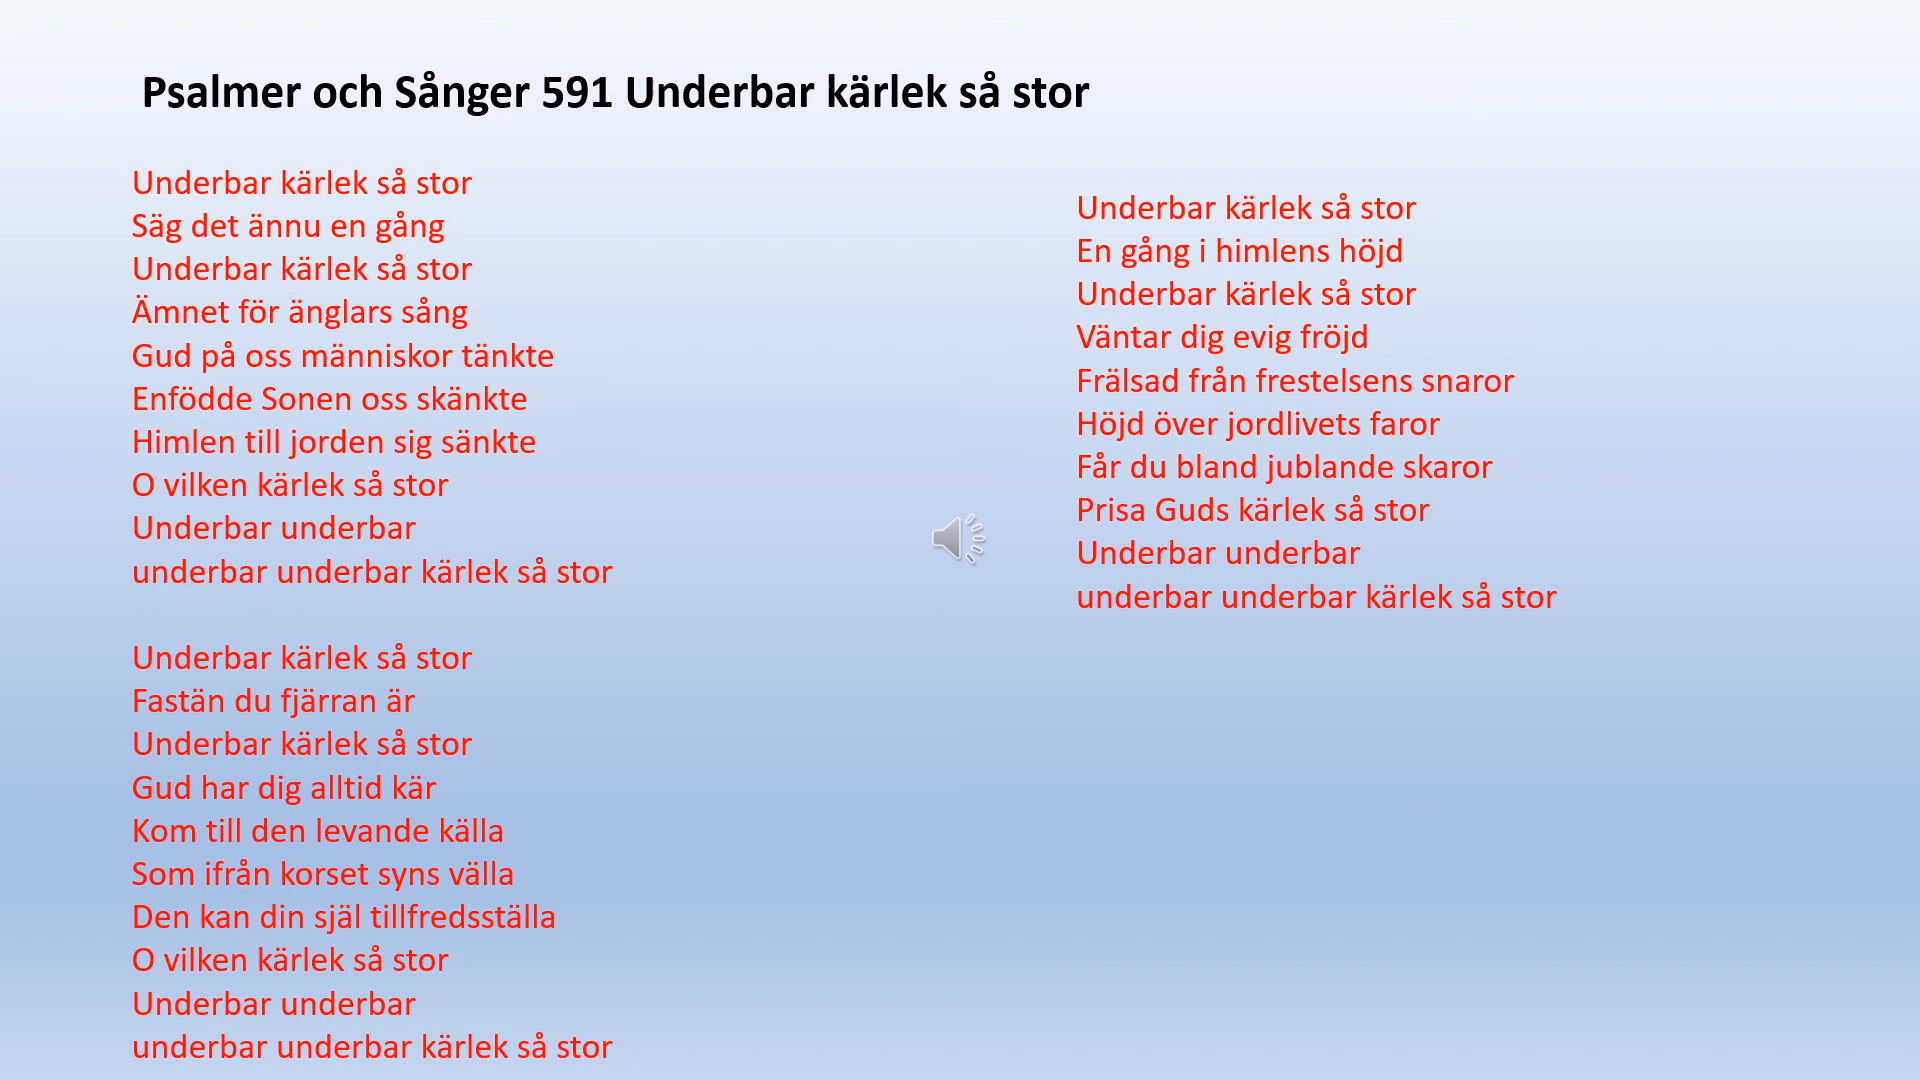 Psalmer och Sånger 591 Underbar kärlek så stor
Underbar kärlek så stor
Säg det ännu en gång
Underbar kärlek så stor
Ämnet för änglars sång
Gud på oss människor tänkte
Enfödde Sonen oss skänkte
Himlen till jorden sig sänkte
O vilken kärlek så stor
Underbar underbar
underbar underbar kärlek så stor
Underbar kärlek så stor
Fastän du fjärran är
Underbar kärlek så stor
Gud har dig alltid kär
Kom till den levande källa
Som ifrån korset syns välla
Den kan din själ tillfredsställa
O vilken kärlek så stor
Underbar underbar
underbar underbar kärlek så stor
Underbar kärlek så stor
En gång i himlens höjd
Underbar kärlek så stor
Väntar dig evig fröjd
Frälsad från frestelsens snaror
Höjd över jordlivets faror
Får du bland jublande skaror
Prisa Guds kärlek så stor
Underbar underbar
underbar underbar kärlek så stor